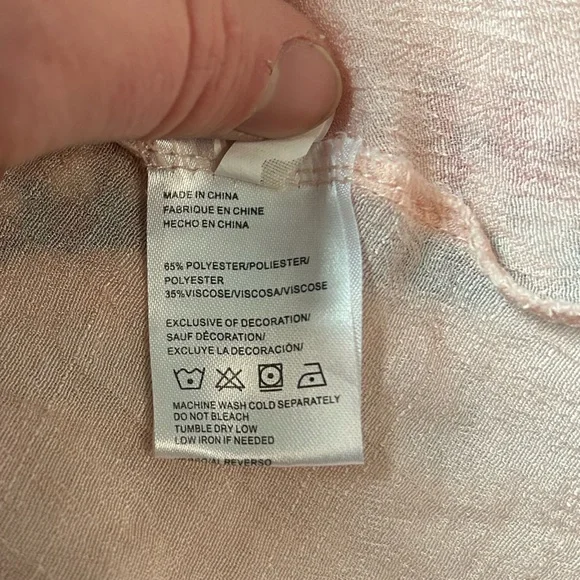 MADE IN CHINA
FABRIQUE EN CHINE
HECHO EN CHINA
65% POLYESTER/POLIESTER/
POLYESTER
35%VISCOSE/VISCOSA/VISCOSE
EXCLUSIVE OF DECORATION/
SAUF DÉCORATION/
EXCLUYE LA DECORACIÓN/
MACHINE WASH COLD SEPARATELY
DO NOT BLEACH
TUMBLE DRY LOW
LOW IRON IF NEEDED
REVERSO